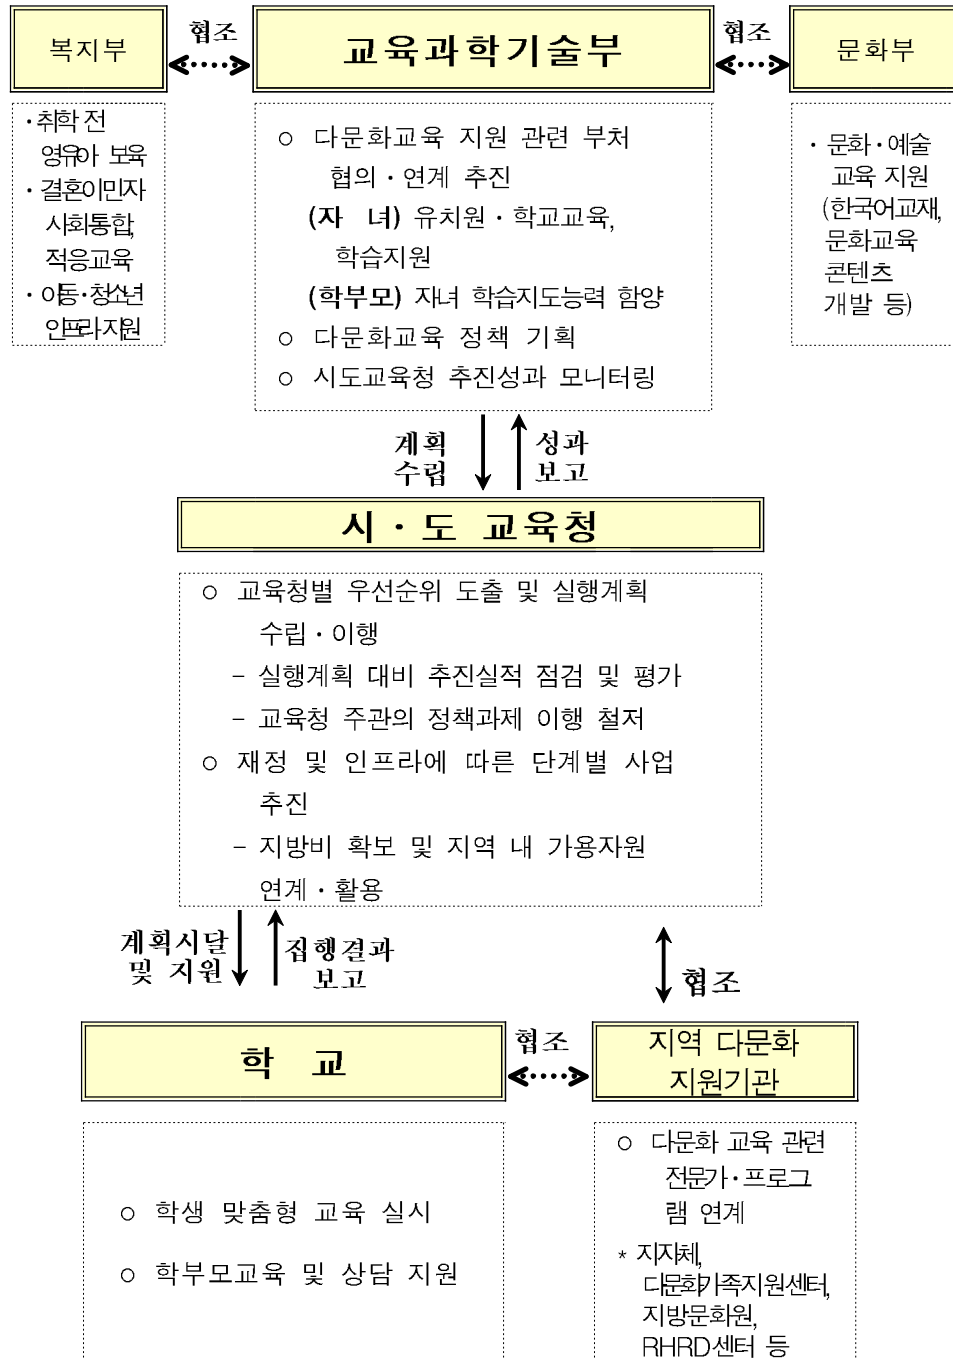 복지부
협조
교육과학기술부
협조
문화부
·취학 전
영유아 보육
·결혼이민자
사회통합,
적응교육
·아동·청소년
인프라지원
○ 다문화교육 지원 관련 부처
협의·연계 추진
(자 녀) 유치원·학교교육,
학습지원
(학부모) 자녀 학습지도능력 함양
○ 다문화교육 정책 기획
○ 시도교육청 추진성과 모니터링
· 문화·예술
교육 지원
(한국어교재,
문화교육
콘텐츠
개발 등)
계획
수립
성과
보고
시·도 교육청
○ 교육청별 우선순위 도출 및 실행계획
수립·이행
- 실행계획 대비 추진실적 점검 및 평가
- 교육청 주관의 정책과제 이행 철저
○ 재정 및 인프라에 따른 단계별 사업
추진
- 지방비 확보 및 지역 내 가용자원
연계·활용
계획시달
및 지원
집행결과
보고
협조
학 교
협조
지역 다문화
지원기관
○ 학생 맞춤형 교육 실시
○ 학부모교육 및 상담 지원
○ 다문화 교육 관련
전문가·프로그
램 연계
* 지자체,
다문화가족지원센터,
지방문화원,
RHRD센터 등